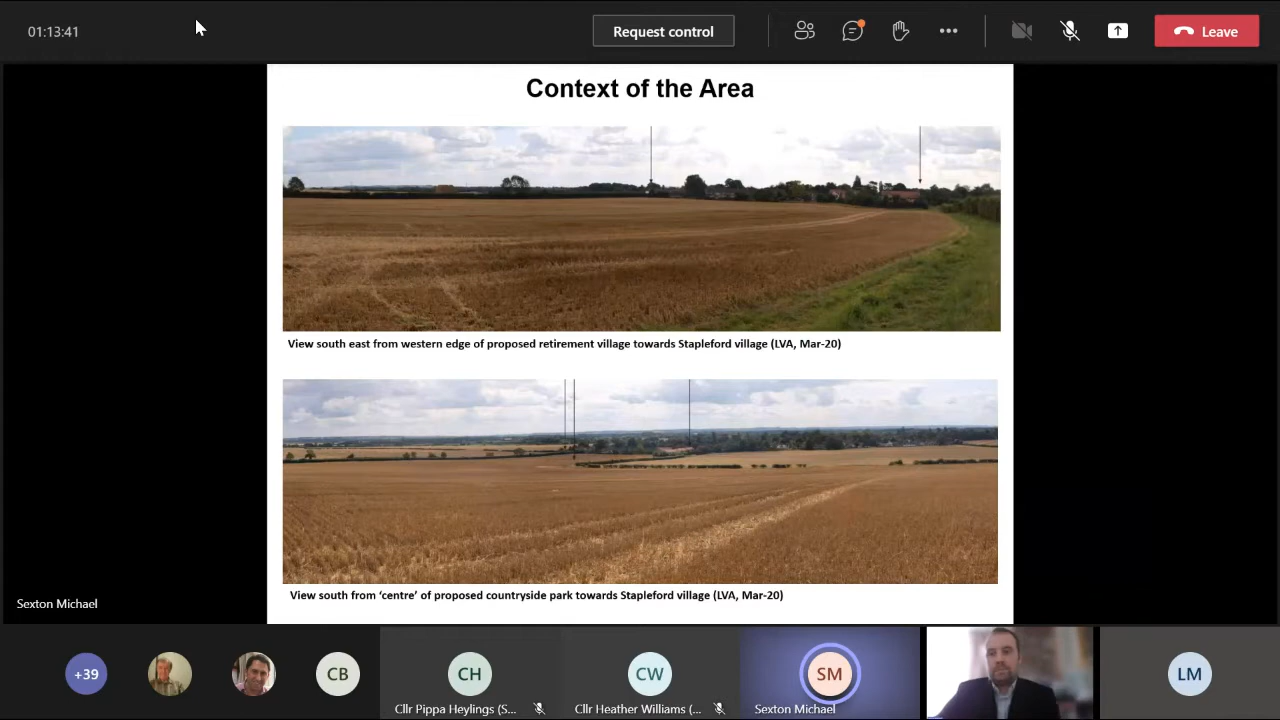 01:13:41
Request control
Leave
Context of the Area
View south east from western edge of proposed retirement village towards Stapleford village (LVA, Mar-20)
View south from ‘centre’ of proposed countryside park towards Stapleford village (LVA, Mar-20)
Sexton Michael
+39
CB
CH
CW
SM
LM
Cllr Pippa Heylings (S...
Cllr Heather Williams (...
Sexton Michael